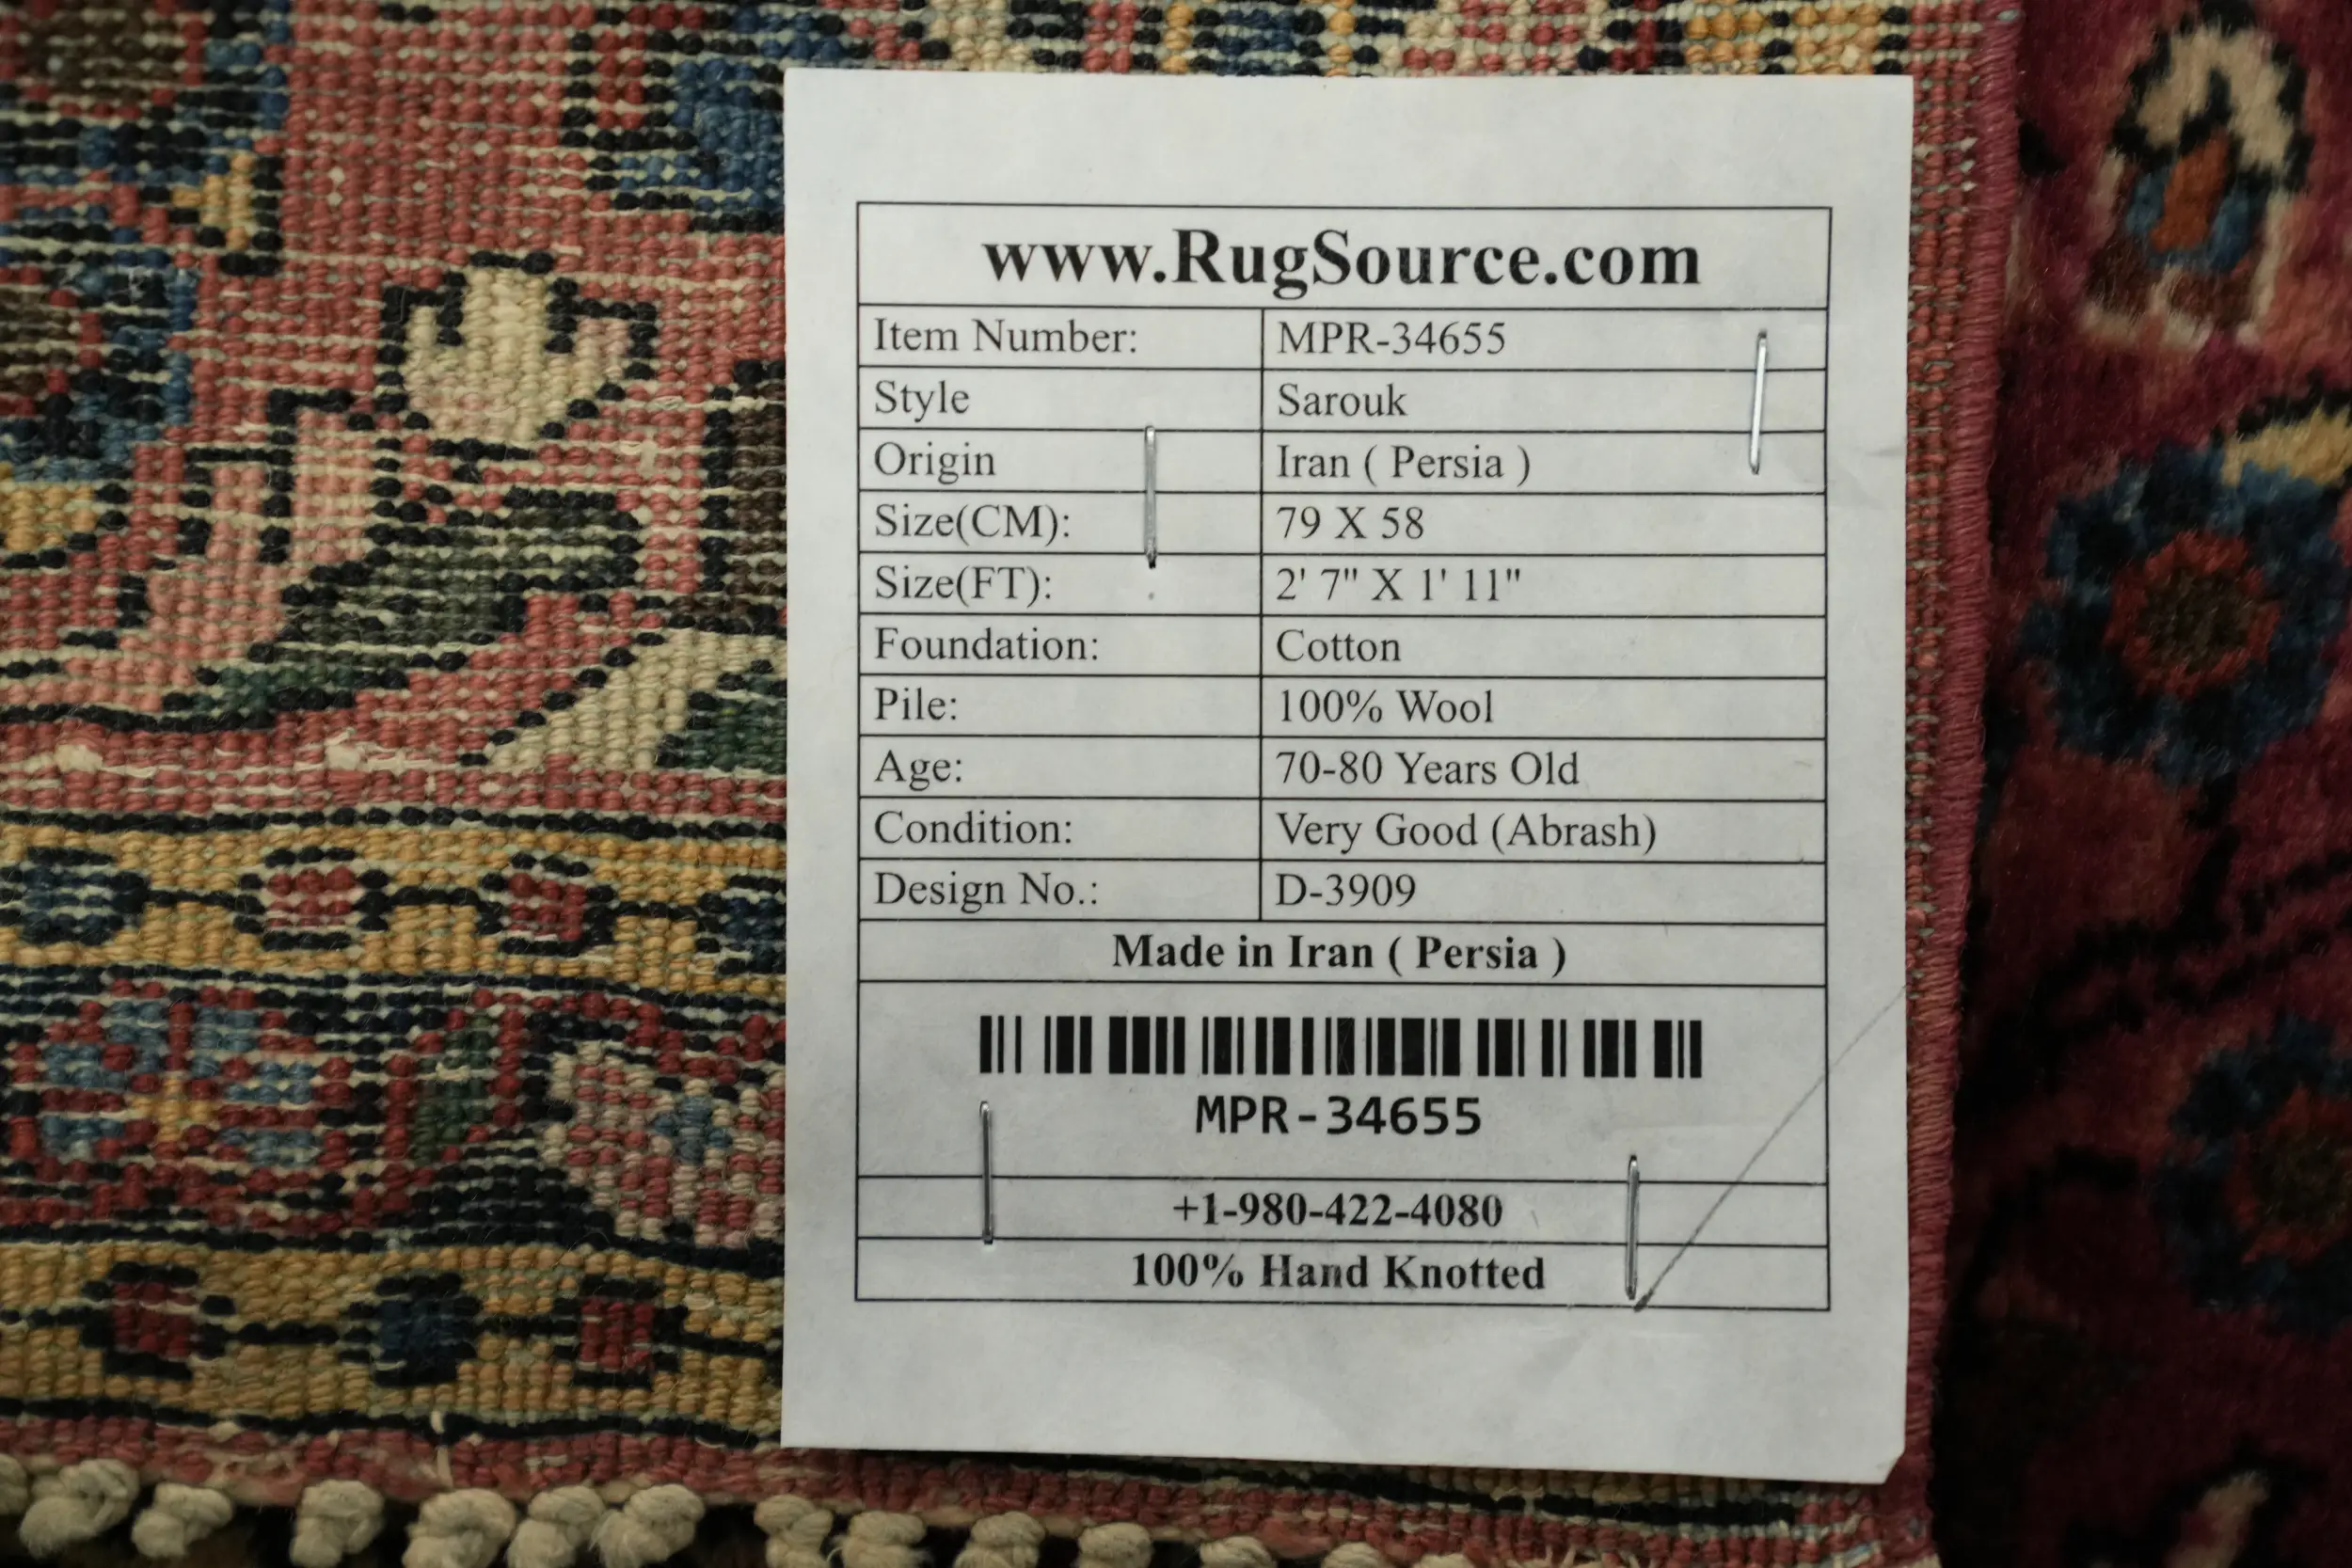 www.RugSource.com
Item Number: MPR-34655
Style Sarouk
Origin Iran ( Persia )
Size(CM): 79 X 58
Size(FT): 2' 7" X 1' 11"
Foundation: Cotton
Pile: 100% Wool
Age: 70-80 Years Old
Condition: Very Good (Abrash)
Design No.: D-3909
Made in Iran ( Persia )
MPR-34655
+1-980-422-4080
100% Hand Knotted